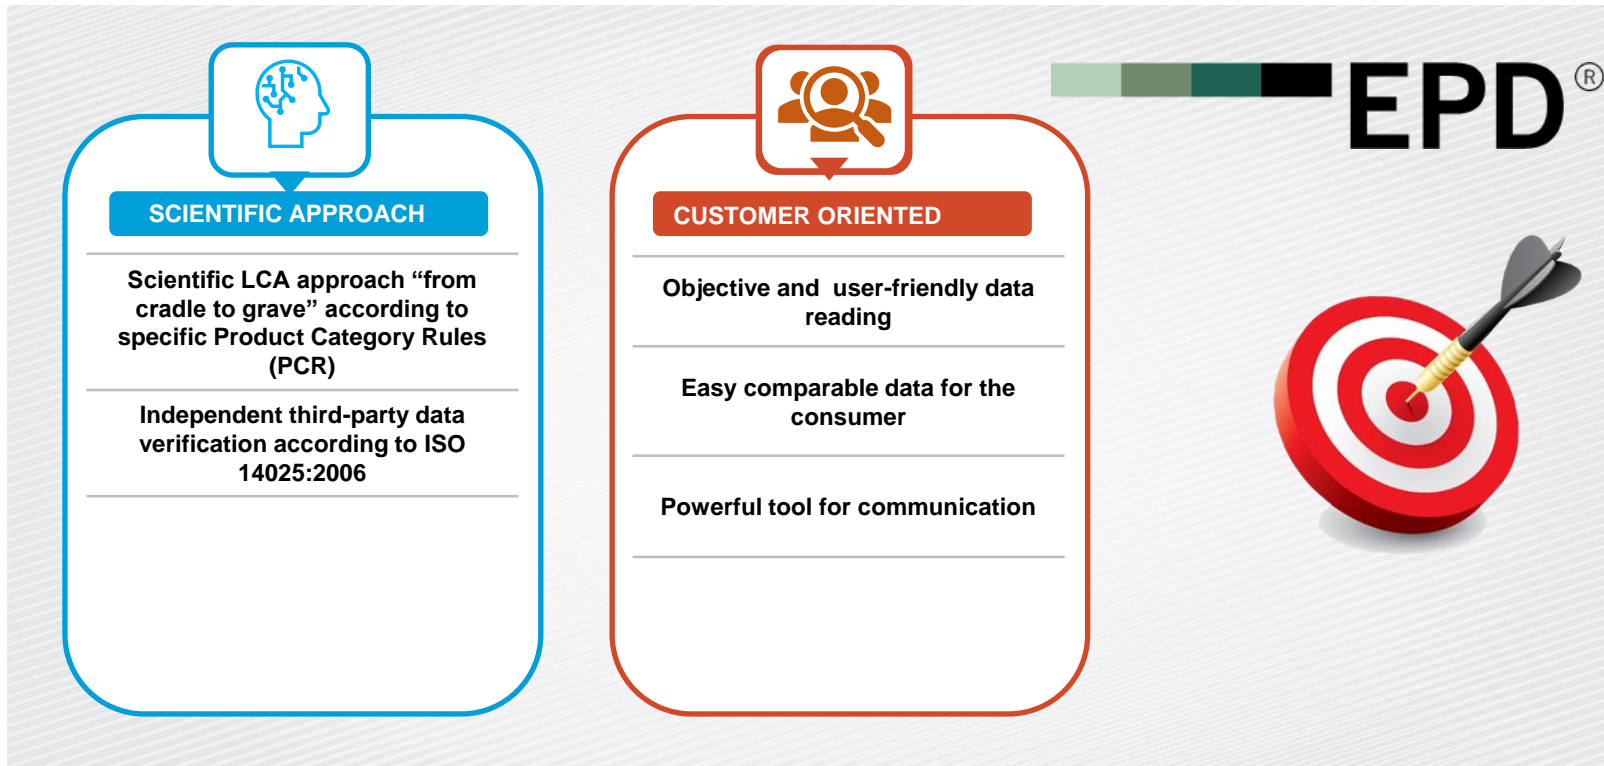 SCIENTIFIC APPROACH
Scientific LCA approach “from
cradle to grave” according to
specific Product Category Rules
(PCR)
Independent third-party data
verification according to ISO
14025:2006
CUSTOMER ORIENTED
Objective and  user-friendly data
reading
Easy comparable data for the
consumer
Powerful tool for communication
EPD®